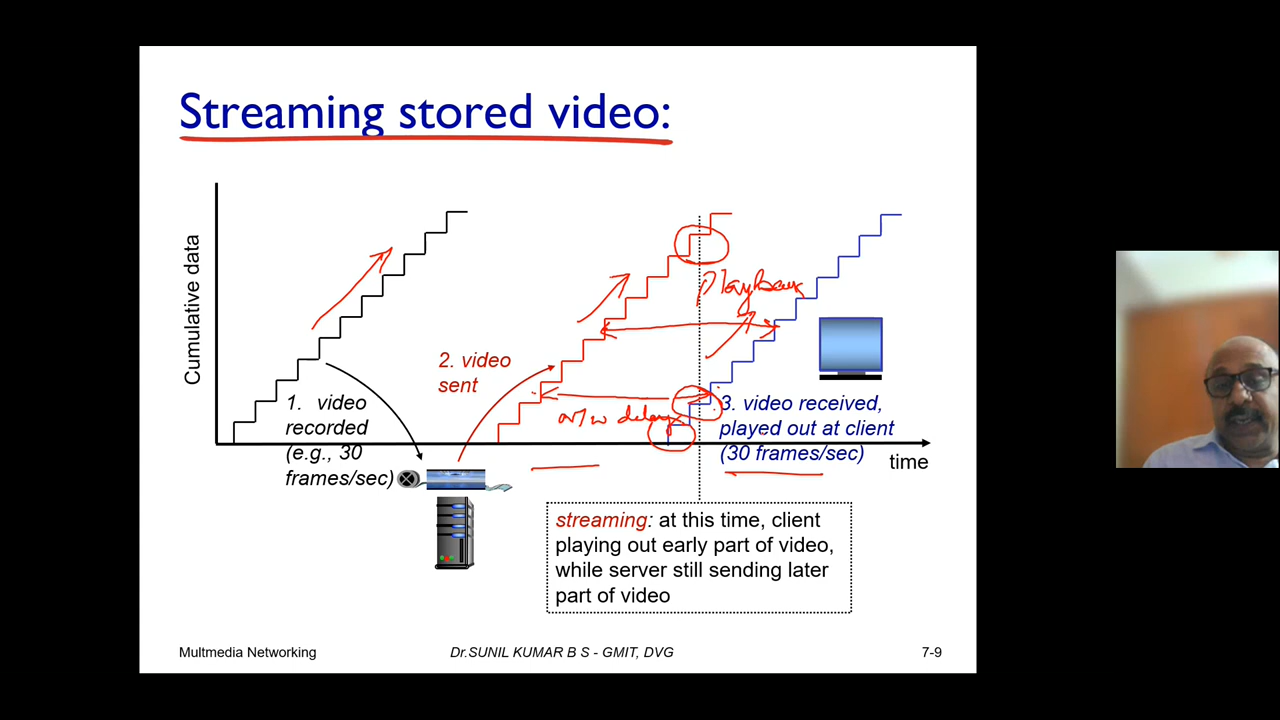 Streaming stored video:
Cumulative data
1. video
recorded
(e.g., 30
frames/sec)
2. video
sent
playback
n/w delay
3. video received,
played out at client
(30 frames/sec)
time
streaming: at this time, client
playing out early part of video,
while server still sending later
part of video
Multmedia Networking
Dr.SUNIL KUMAR B S - GMIT, DVG
7-9